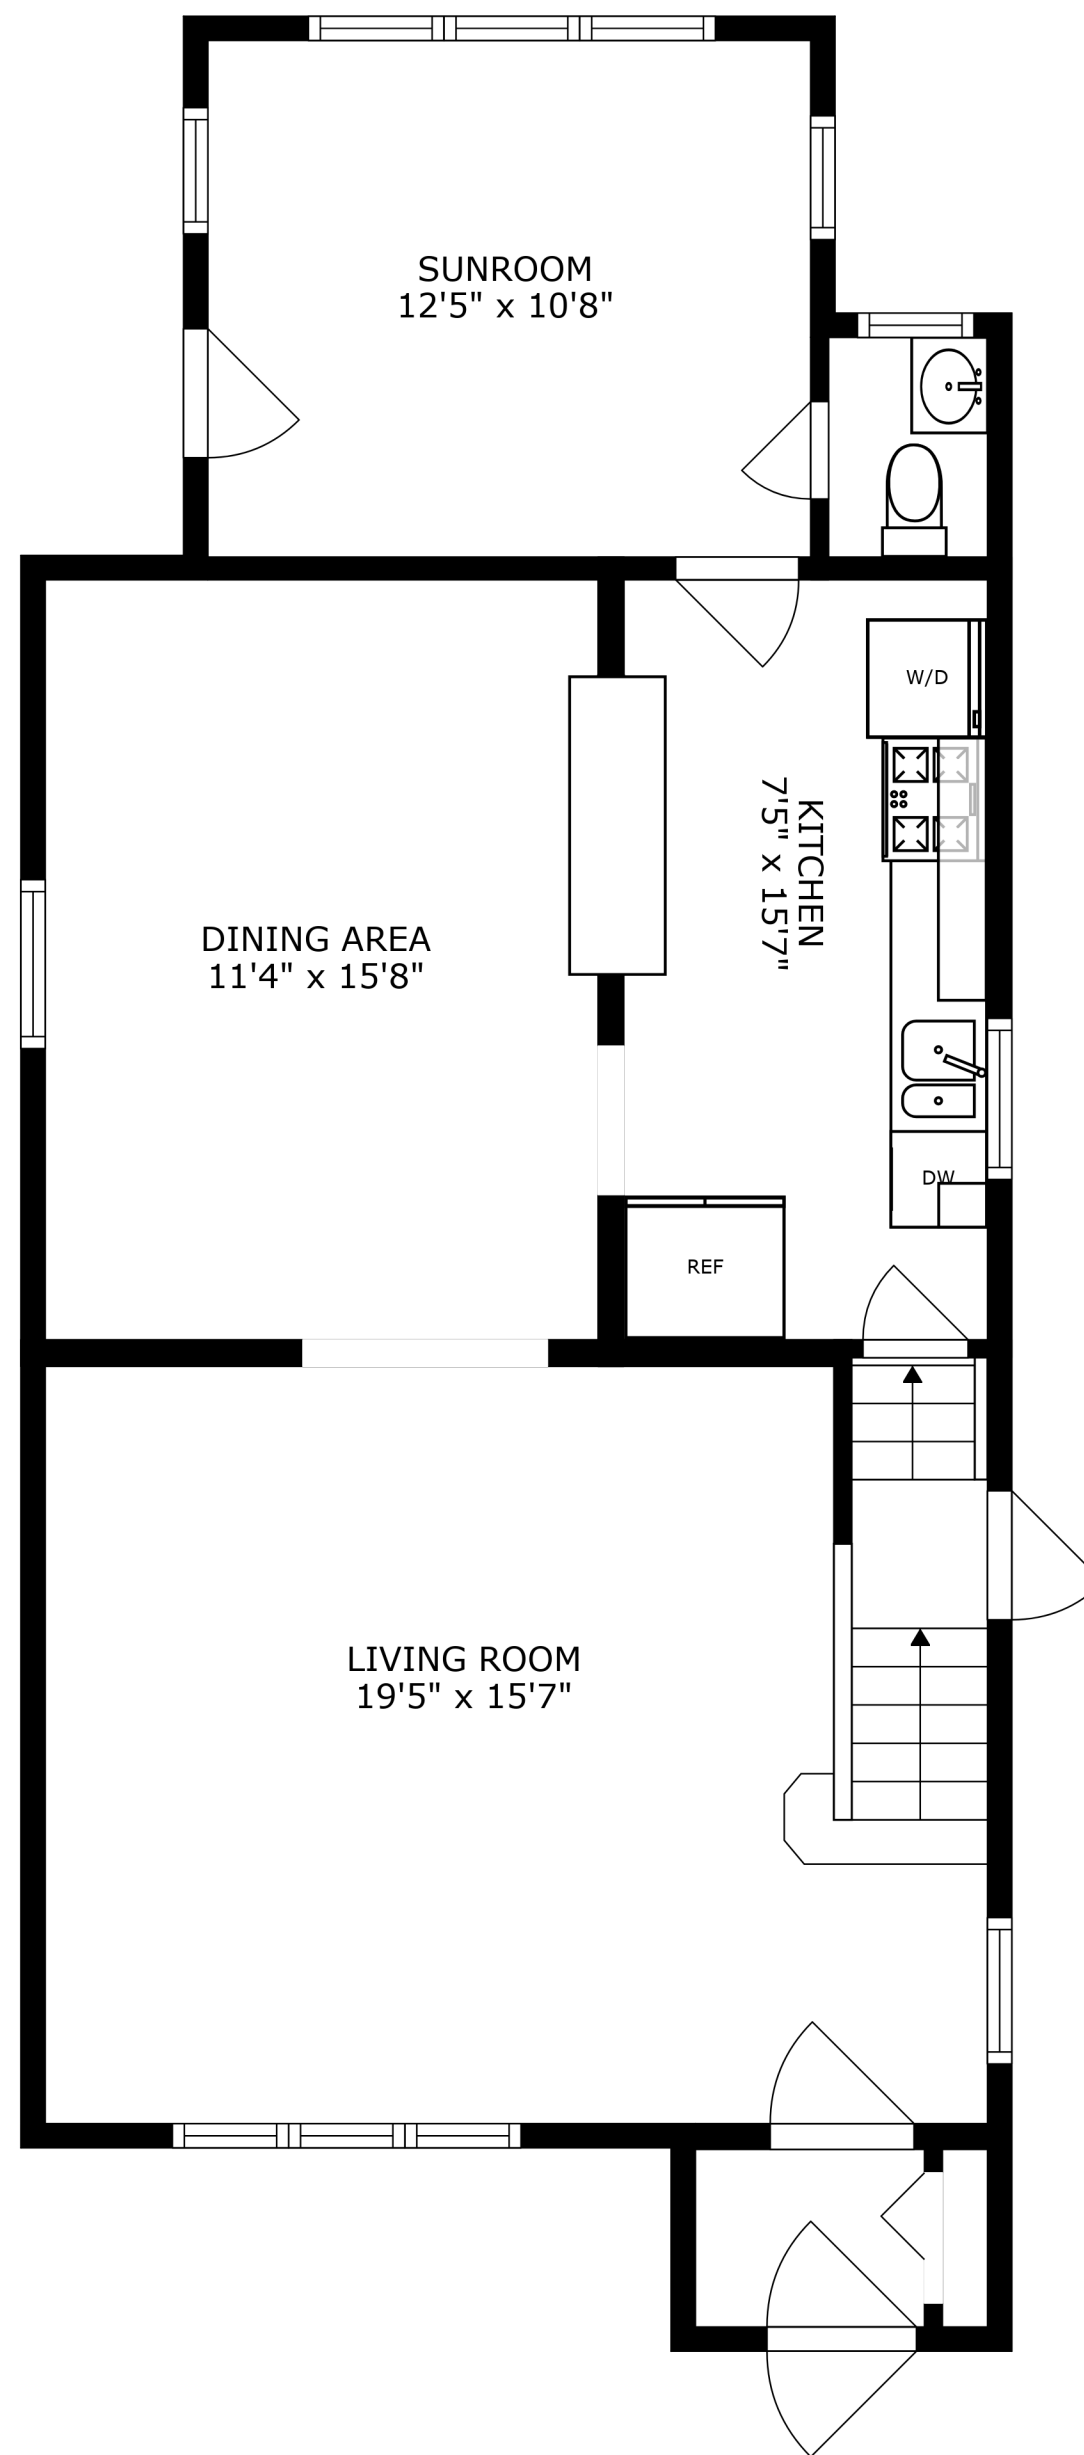 SUNROOM
12'5" x 10'8"
W/D
KITCHEN
7'5" x 15'7"
DINING AREA
11'4" x 15'8"
DW
REF
LIVING ROOM
19'5" x 15'7"